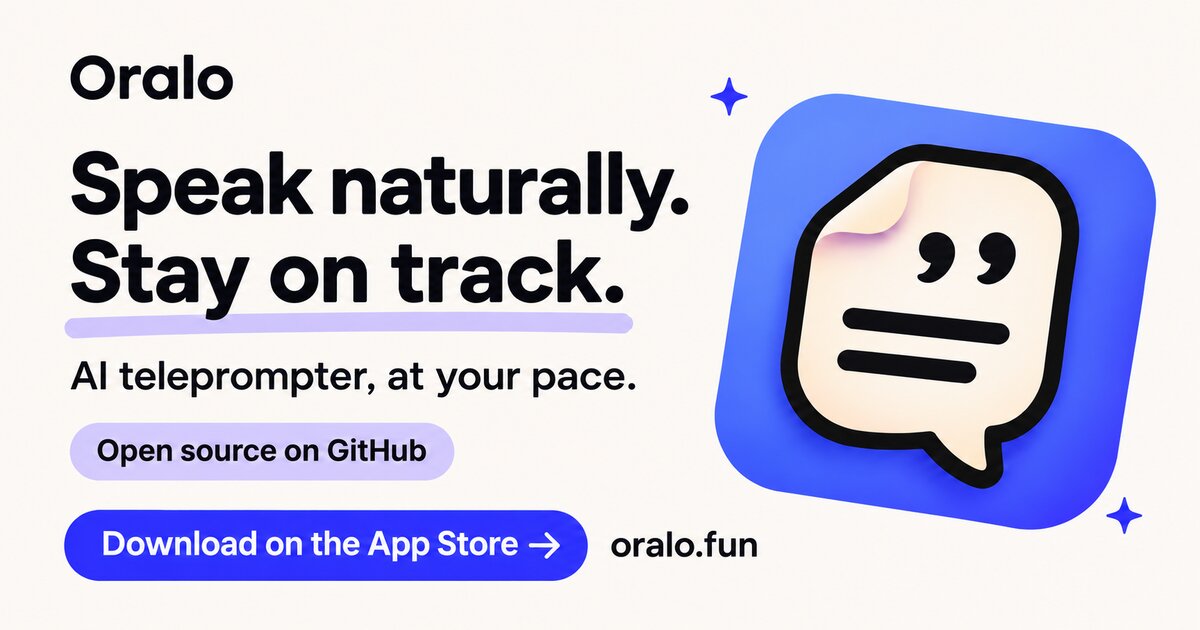 Oralo
Speak naturally.
Stay on track.
AI teleprompter, at your pace.
Open source on GitHub
Download on the App Store →
oralo.fun